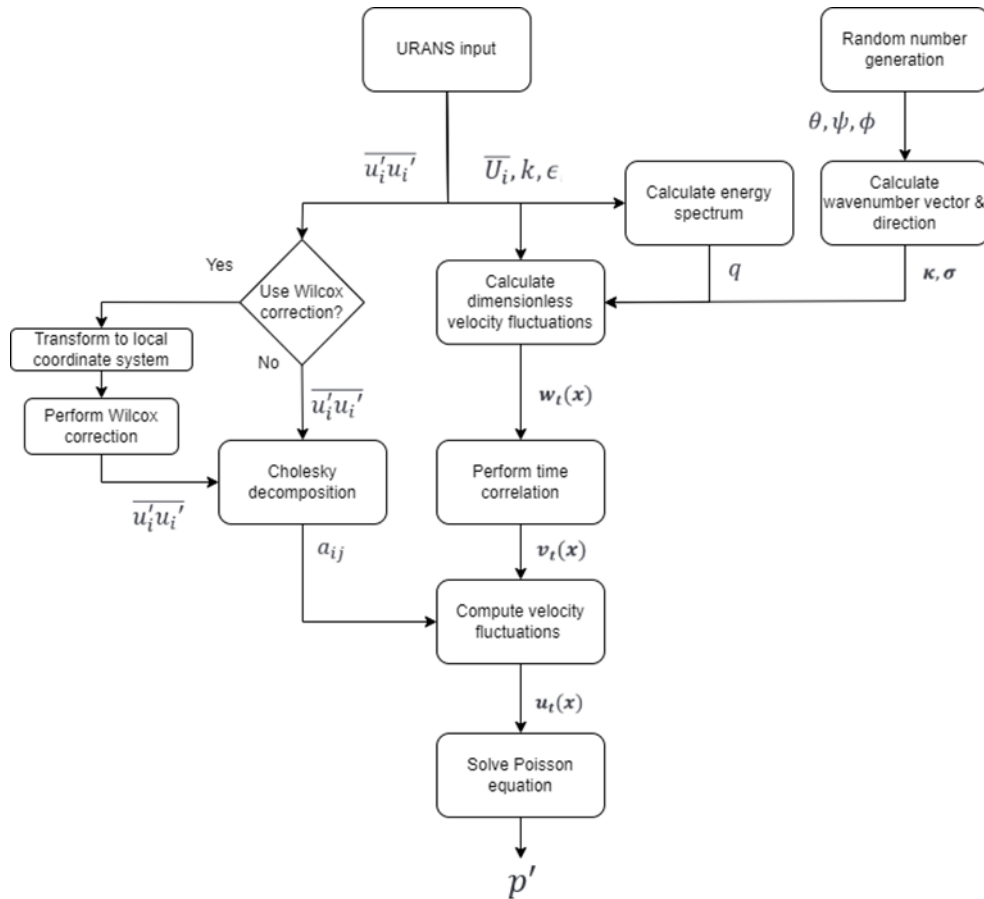 URANS input
Random number
generation
θ, ψ, ϕ
$\overline{u_i' u_i'}$
$\overline{U_i}, k, \epsilon$
Calculate energy
spectrum
Calculate
wavenumber vector &
direction
Yes
Use Wilcox
correction?
No
Calculate
dimensionless
velocity fluctuations
q
κ, σ
Transform to local
coordinate system
Perform Wilcox
correction
$\overline{u_i' u_i'}$
$w_t(x)$
Cholesky
decomposition
Perform time
correlation
$\overline{u_i' u_i'}$
$a_{ij}$
$v_t(x)$
Compute velocity
fluctuations
$u_t(x)$
Solve Poisson
equation
p′